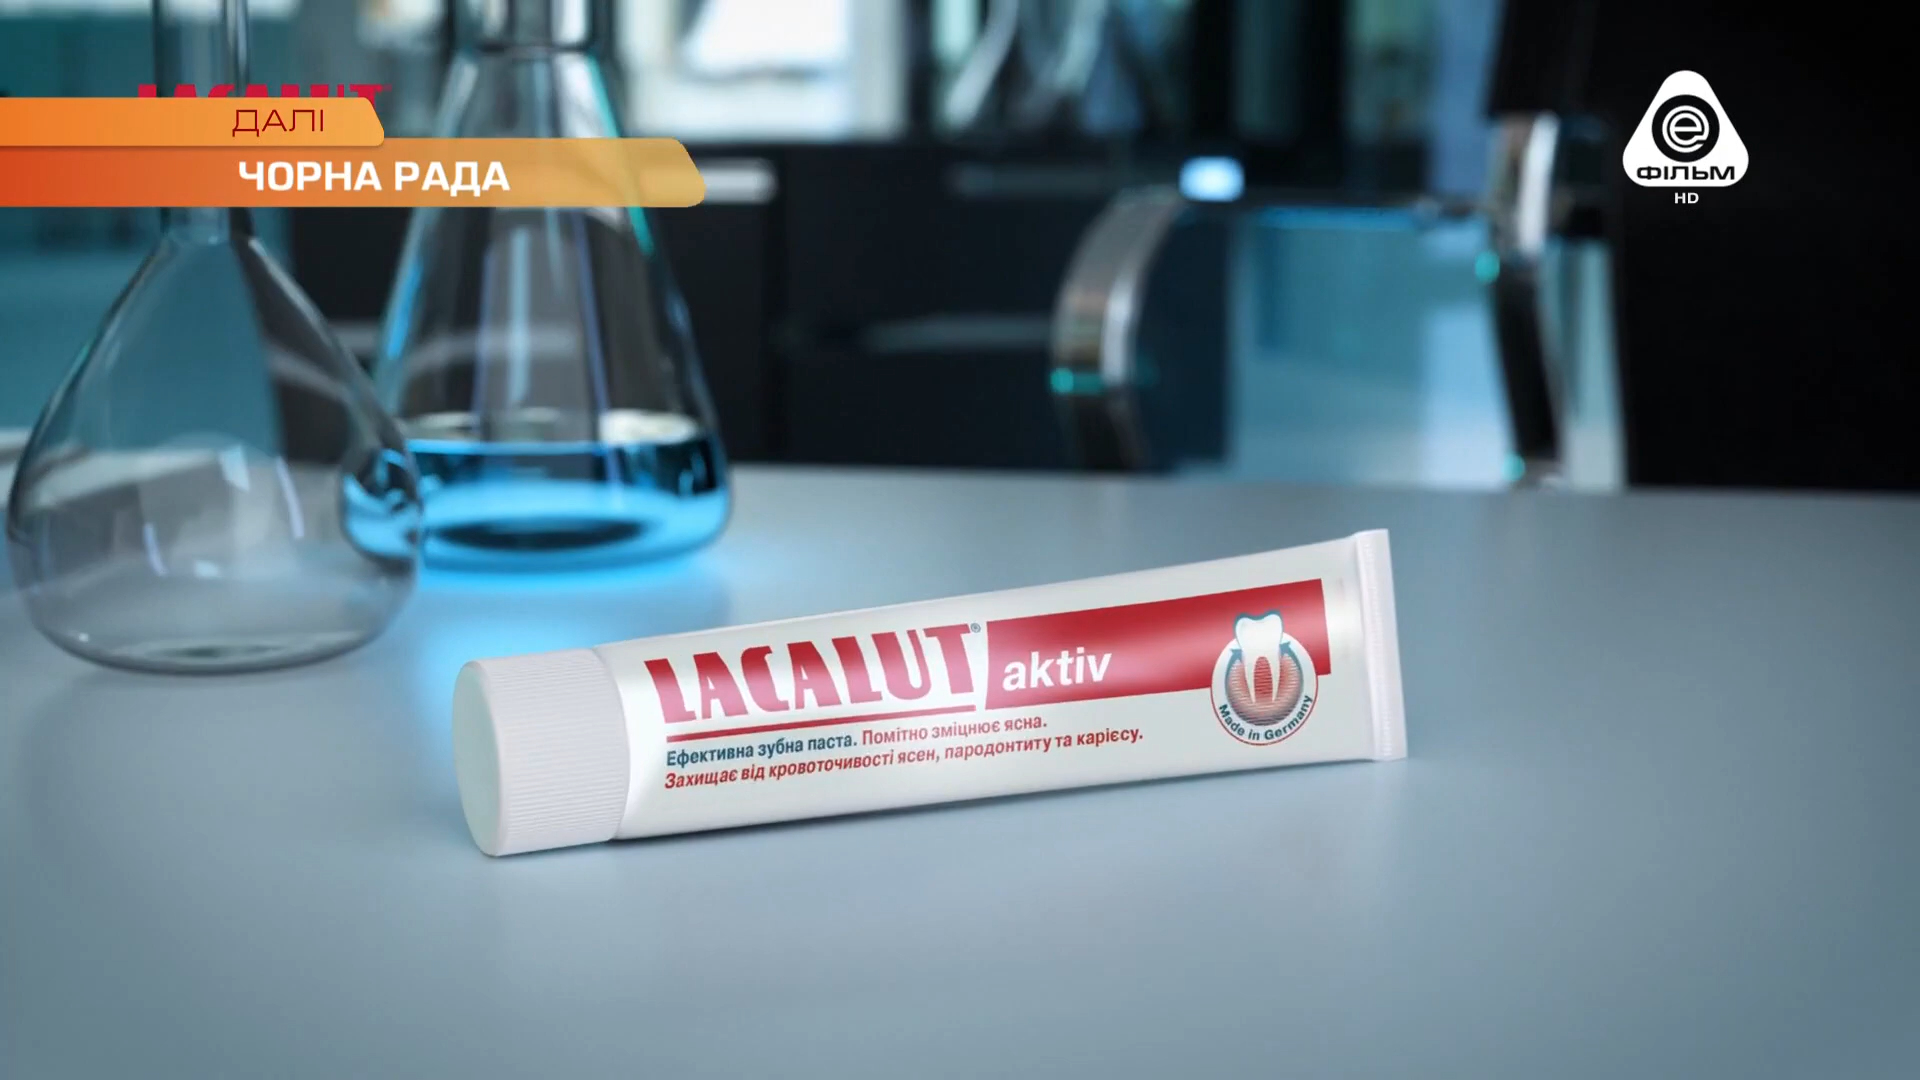 LACALUT
ДАЛІ
ЧОРНА РАДА
е
ФІЛЬМ
HD
LACALUT® aktiv
Ефективна зубна паста. Помітно зміцнює ясна.
Захищає від кровоточивості ясен, пародонтиту та карієсу.
Made in Germany